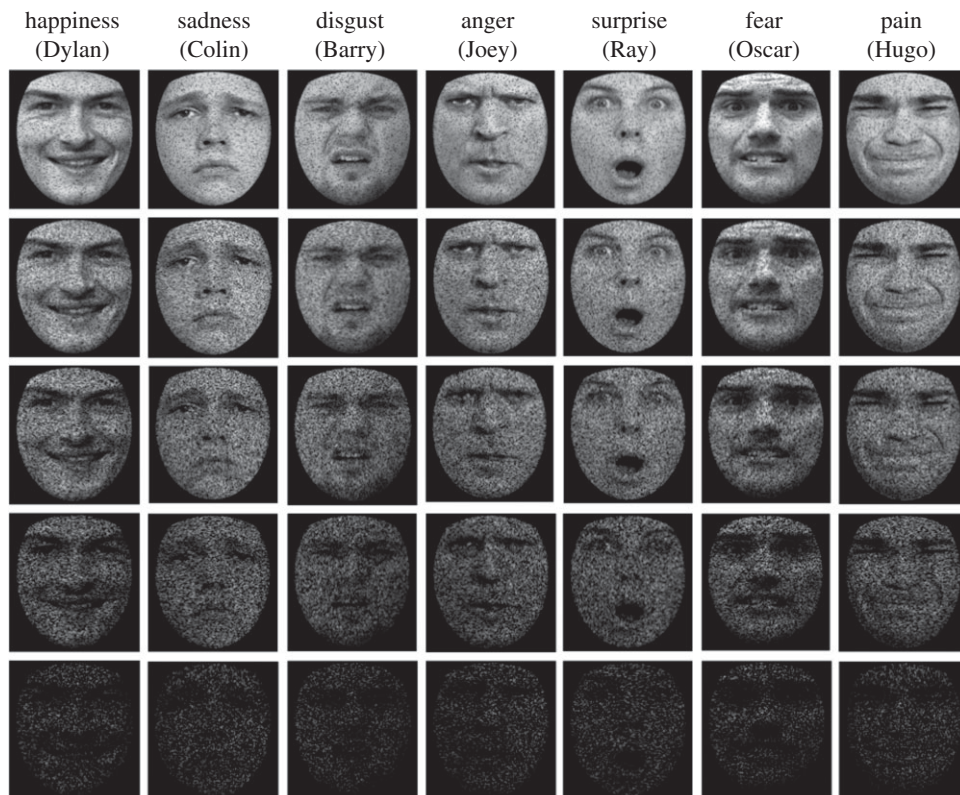 happiness sadness disgust anger surprise fear pain
(Dylan) (Colin) (Barry) (Joey) (Ray) (Oscar) (Hugo)